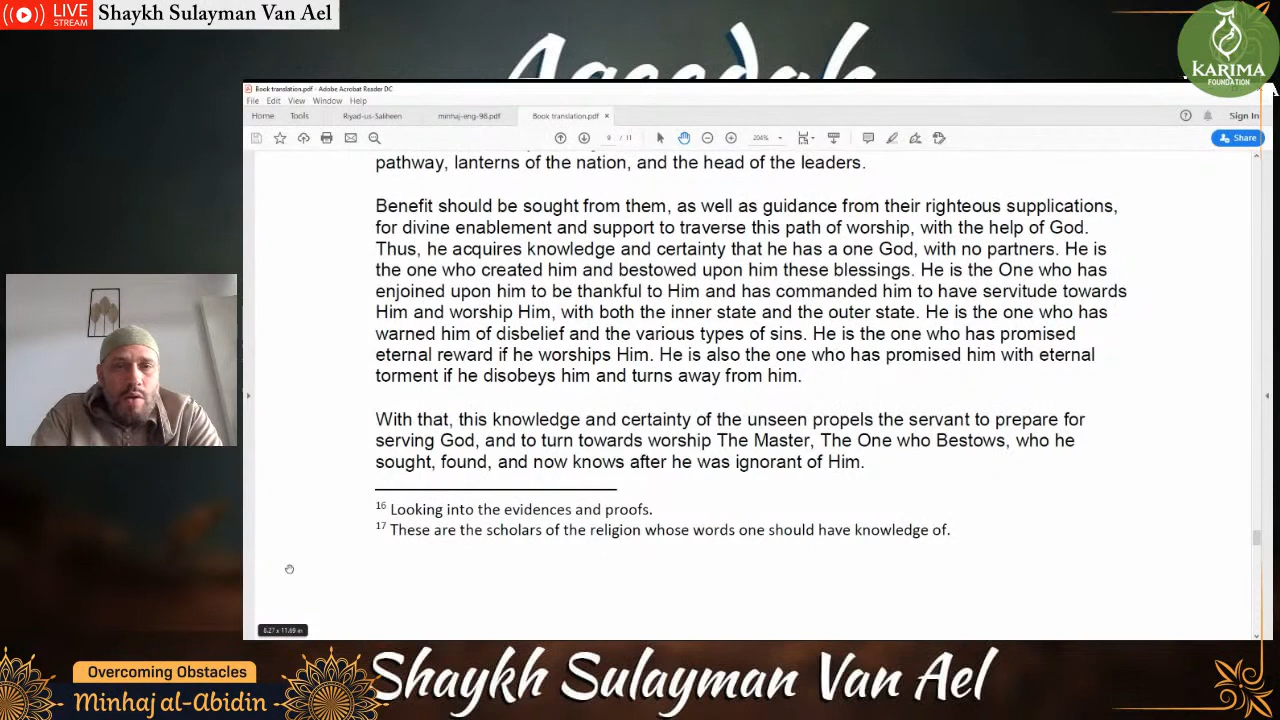 LIVE
STREAM
Shaykh Sulayman Van Ael
Aqeedah
KARIMA
FOUNDATION
Book translation.pdf - Adobe Acrobat Reader DC
File Edit View Window Help
Home Tools Riyad-us-Saliheen minhaj-eng-98.pdf Book translation.pdf ×
Sign In
9 / 11 204% Share
pathway, lanterns of the nation, and the head of the leaders.
Benefit should be sought from them, as well as guidance from their righteous supplications,
for divine enablement and support to traverse this path of worship, with the help of God.
Thus, he acquires knowledge and certainty that he has a one God, with no partners. He is
the one who created him and bestowed upon him these blessings. He is the One who has
enjoined upon him to be thankful to Him and has commanded him to have servitude towards
Him and worship Him, with both the inner state and the outer state. He is the one who has
warned him of disbelief and the various types of sins. He is the one who has promised
eternal reward if he worships Him. He is also the one who has promised him with eternal
torment if he disobeys him and turns away from him.
With that, this knowledge and certainty of the unseen propels the servant to prepare for
serving God, and to turn towards worship The Master, The One who Bestows, who he
sought, found, and now knows after he was ignorant of Him.
16 Looking into the evidences and proofs.
17 These are the scholars of the religion whose words one should have knowledge of.
8.27 x 11.69 in
Overcoming Obstacles
Minhaj al-Abidin
Shaykh Sulayman Van Ael